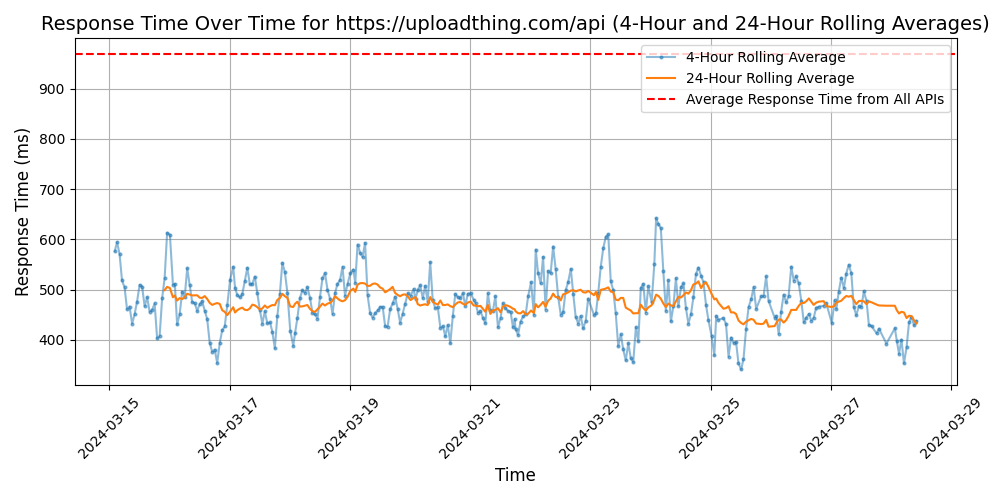 Response Time Over Time for https://uploadthing.com/api (4-Hour and 24-Hour Rolling Averages)
4-Hour Rolling Average
24-Hour Rolling Average
Average Response Time from All APIs
Response Time (ms)
900
800
700
600
500
400
2024-03-15
2024-03-17
2024-03-19
2024-03-21
2024-03-23
2024-03-25
2024-03-27
2024-03-29
Time